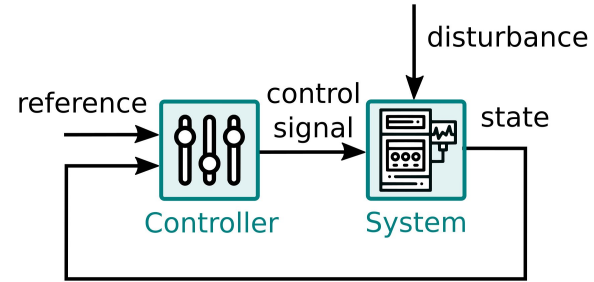 disturbance
reference
control
signal
state
Controller
System